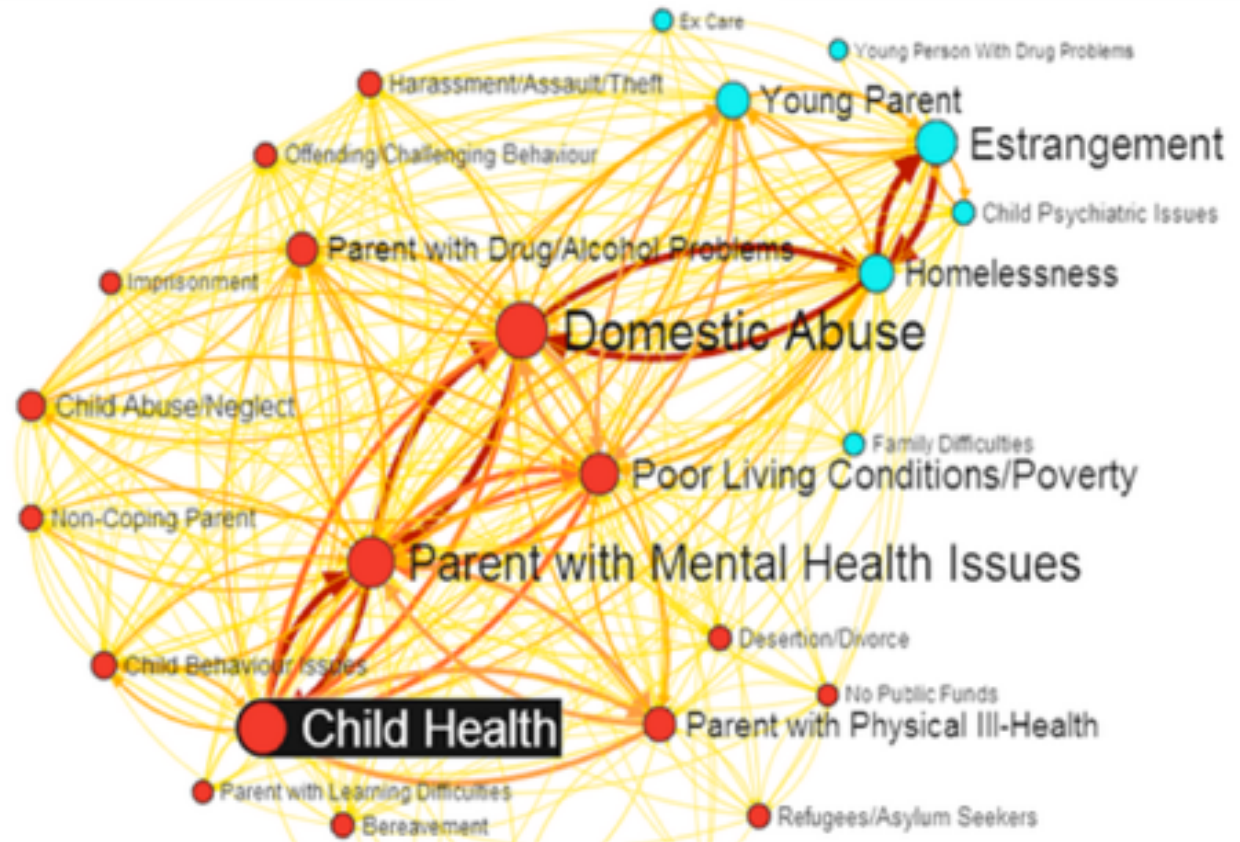 Ex Care
Young Person With Drug Problems
Harassment/Assault/Theft
Young Parent
Estrangement
Offending/Challenging Behaviour
Child Psychiatric Issues
Parent with Drug/Alcohol Problems
Homelessness
Imprisonment
Domestic Abuse
Child Abuse/Neglect
Family Difficulties
Poor Living Conditions/Poverty
Non-Coping Parent
Parent with Mental Health Issues
Desertion/Divorce
Child Behaviour Issues
No Public Funds
Child Health
Parent with Physical Ill-Health
Parent with Learning Difficulties
Refugees/Asylum Seekers
Bereavement